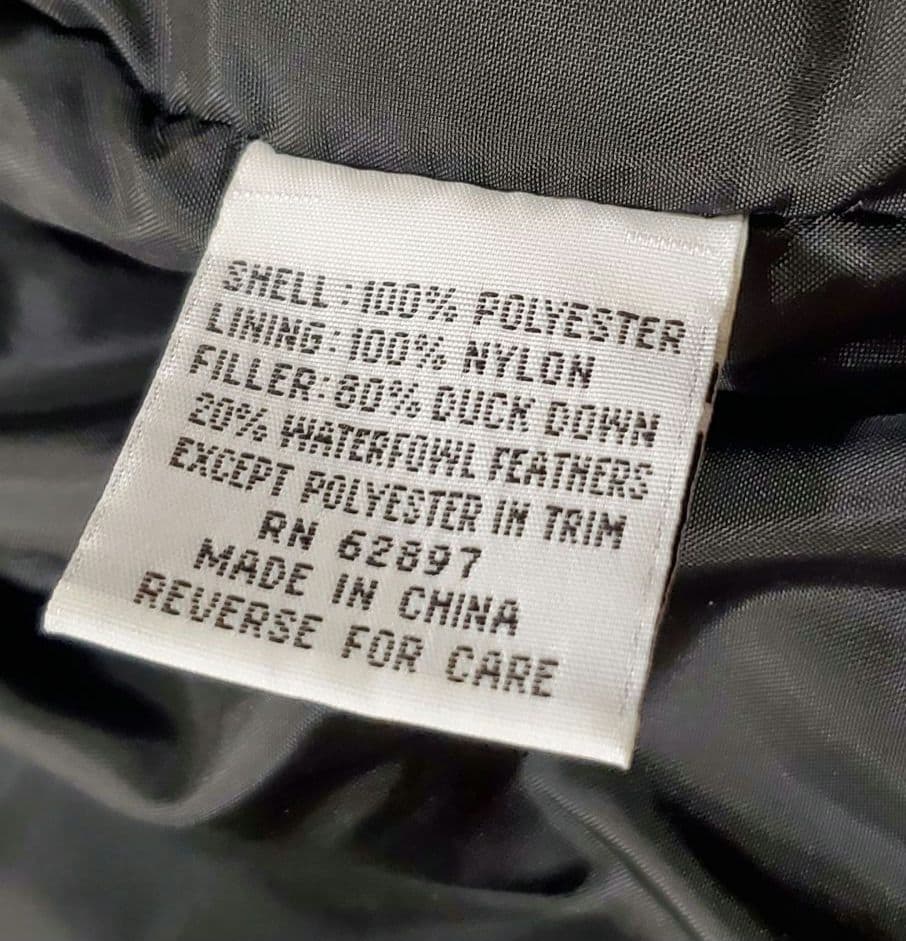 SHELL: 100% POLYESTER
LINING: 100% NYLON
FILLER: 80% DUCK DOWN
20% WATERFOWL FEATHERS
EXCEPT POLYESTER IN TRIM
RN 62897
MADE IN CHINA
REVERSE FOR CARE